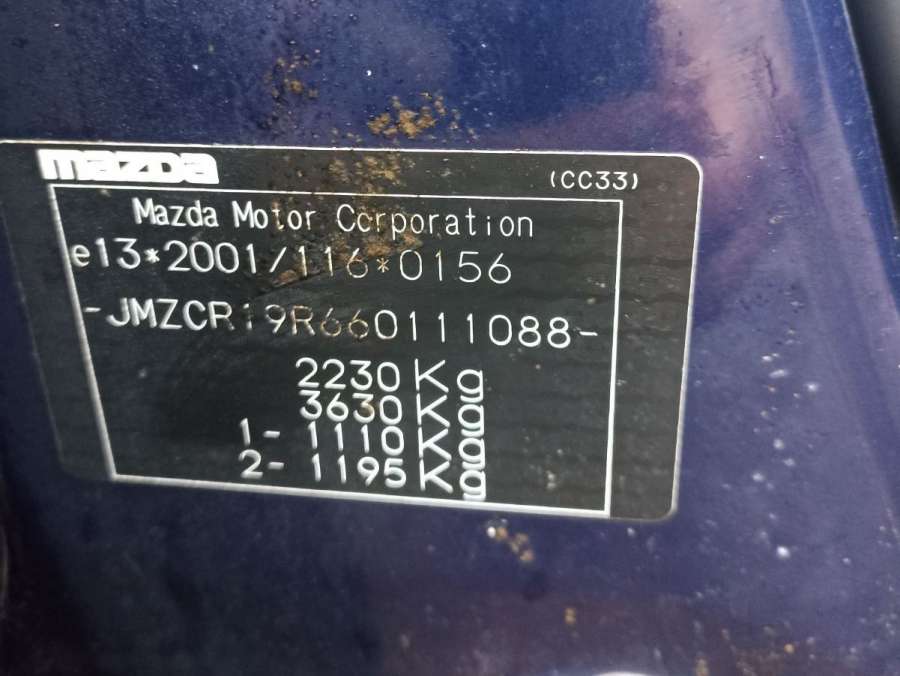 mazda
(CC33)
Mazda Motor Corporation
e13*2001/116*0156
-JMZCR19R660111088-
2230 Kg
3630 Kg
1- 1110 Kg
2- 1195 Kg